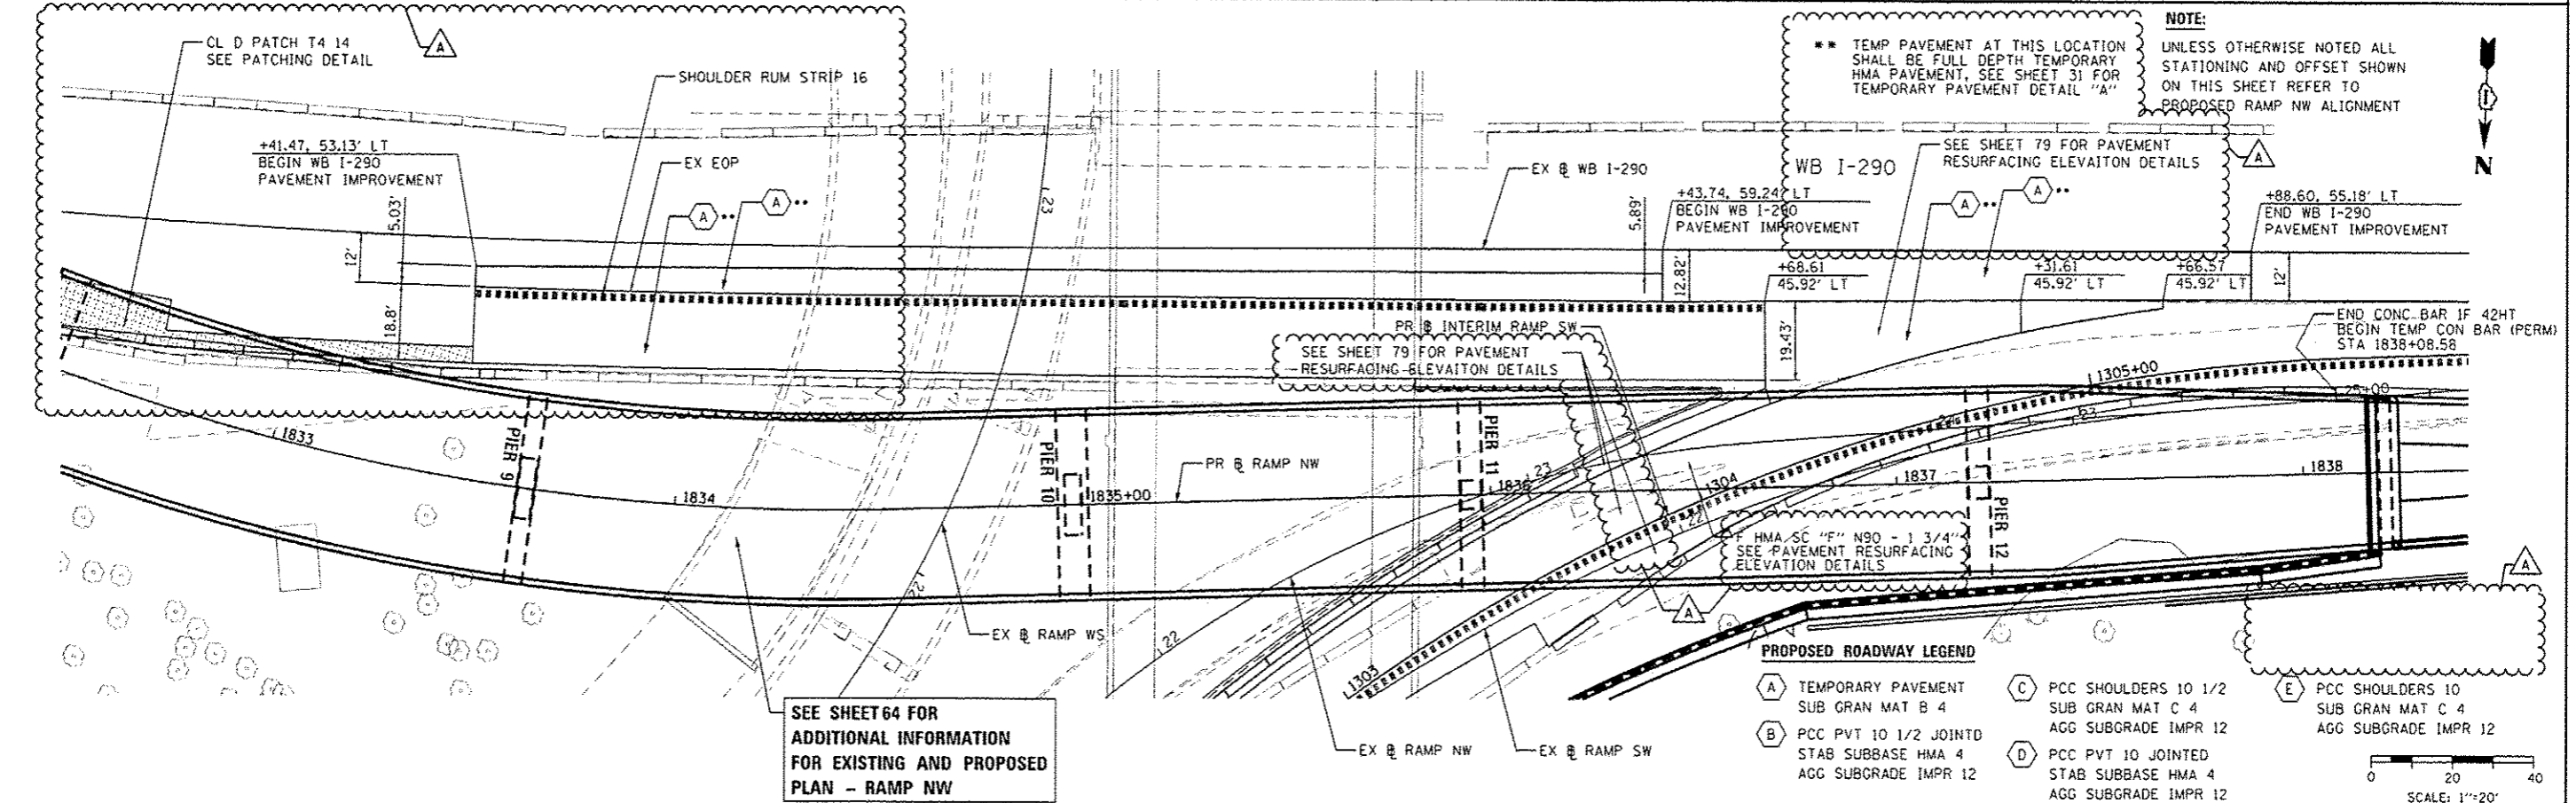 CL D PATCH T4 14
SEE PATCHING DETAIL
A
SHOULDER RUM STRIP 16
+41.47, 53.13' LT
BEGIN WB I-290
PAVEMENT IMPROVEMENT
EX EOP
A **
A **
5.03'
12'
18.8'
23
** TEMP PAVEMENT AT THIS LOCATION
SHALL BE FULL DEPTH TEMPORARY
HMA PAVEMENT, SEE SHEET 31 FOR
TEMPORARY PAVEMENT DETAIL "A"
NOTE:
UNLESS OTHERWISE NOTED ALL
STATIONING AND OFFSET SHOWN
ON THIS SHEET REFER TO
PROPOSED RAMP NW ALIGNMENT
N
EX B WB I-290
WB I-290
SEE SHEET 79 FOR PAVEMENT
RESURFACING ELEVAITON DETAILS
A
A **
A **
5.89'
+43.74, 59.24' LT
BEGIN WB I-290
PAVEMENT IMPROVEMENT
+88.60, 55.18' LT
END WB I-290
PAVEMENT IMPROVEMENT
12.82'
+68.61
45.92' LT
+31.61
45.92' LT
+66.57
45.92' LT
12'
19.43'
PR B INTERIM RAMP SW
SEE SHEET 79 FOR PAVEMENT
RESURFACING ELEVAITON DETAILS
END CONC BAR 1F 42HT
BEGIN TEMP CON BAR (PERM)
STA 1838+08.58
1305+00
25+00
1833
PIER 9
1834
PIER 10
1835+00
PR B RAMP NW
PIER 11
1836
23
1304
22
24
23
1837
PIER 12
1838
F HMA SC "F" N90 - 1 3/4"
SEE PAVEMENT RESURFACING
ELEVATION DETAILS
A
A
22
EX B RAMP WS
22
1303
SEE SHEET 64 FOR
ADDITIONAL INFORMATION
FOR EXISTING AND PROPOSED
PLAN - RAMP NW
EX B RAMP NW
EX B RAMP SW
PROPOSED ROADWAY LEGEND
A TEMPORARY PAVEMENT
SUB GRAN MAT B 4
B PCC PVT 10 1/2 JOINTD
STAB SUBBASE HMA 4
AGG SUBGRADE IMPR 12
C PCC SHOULDERS 10 1/2
SUB GRAN MAT C 4
AGG SUBGRADE IMPR 12
D PCC PVT 10 JOINTED
STAB SUBBASE HMA 4
AGG SUBGRADE IMPR 12
E PCC SHOULDERS 10
SUB GRAN MAT C 4
AGG SUBGRADE IMPR 12
0 20 40
SCALE: 1"=20'